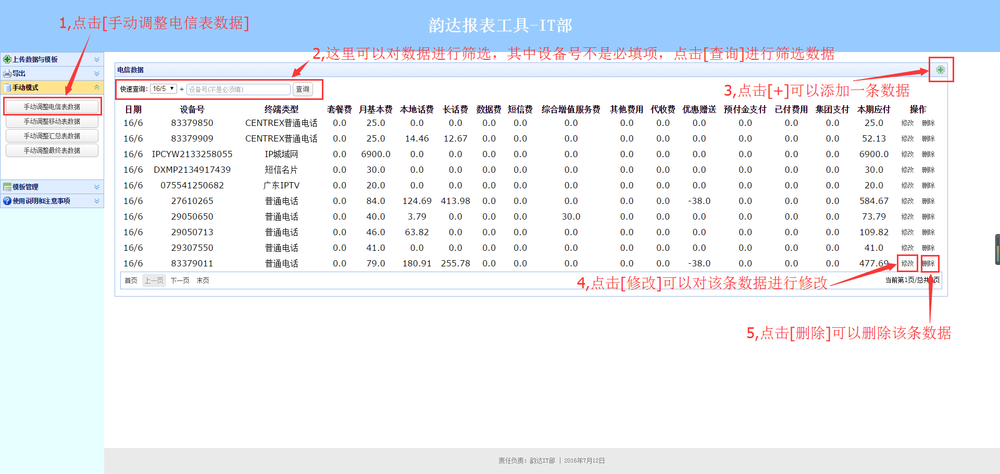 1,点击[手动调整电信表数据]
韵达报表工具-IT部
2,这里可以对数据进行筛选，其中设备号不是必填项，点击[查询]进行筛选数据
上传数据与模板
导出
手动模式
手动调整电信表数据
手动调整移动表数据
手动调整汇总表数据
手动调整最终表数据
模板管理
使用说明和注意事项
电信数据
3,点击[+]可以添加一条数据
快速查询: 16/5 + 设备号(不是必须填) 查询
日期 设备号 终端类型 套餐费 月基本费 本地话费 长话费 数据费 短信费 综合增值服务费 其他费用 代收费 优惠赠送 预付金支付 已付费用 集团支付 本期应付 操作
16/6 83379850 CENTREX普通电话 0.0 25.0 0.0 0.0 0.0 0.0 0.0 0.0 0.0 0.0 0.0 0.0 0.0 25.0 修改 删除
16/6 83379909 CENTREX普通电话 0.0 25.0 14.46 12.67 0.0 0.0 0.0 0.0 0.0 0.0 0.0 0.0 0.0 52.13 修改 删除
16/6 IPCYW2133258055 IP城域网 0.0 6900.0 0.0 0.0 0.0 0.0 0.0 0.0 0.0 0.0 0.0 0.0 0.0 6900.0 修改 删除
16/6 DXMP2134917439 短信名片 0.0 30.0 0.0 0.0 0.0 0.0 0.0 0.0 0.0 0.0 0.0 0.0 0.0 30.0 修改 删除
16/6 075541250682 广东IPTV 0.0 20.0 0.0 0.0 0.0 0.0 0.0 0.0 0.0 0.0 0.0 0.0 0.0 20.0 修改 删除
16/6 27610265 普通电话 0.0 84.0 124.69 413.98 0.0 0.0 0.0 0.0 0.0 -38.0 0.0 0.0 0.0 584.67 修改 删除
16/6 29050650 普通电话 0.0 40.0 3.79 0.0 0.0 0.0 30.0 0.0 0.0 0.0 0.0 0.0 0.0 73.79 修改 删除
16/6 29050713 普通电话 0.0 46.0 63.82 0.0 0.0 0.0 0.0 0.0 0.0 0.0 0.0 0.0 0.0 109.82 修改 删除
16/6 29307550 普通电话 0.0 41.0 0.0 0.0 0.0 0.0 0.0 0.0 0.0 0.0 0.0 0.0 0.0 41.0 修改 删除
16/6 83379011 普通电话 0.0 79.0 180.91 255.78 0.0 0.0 0.0 0.0 0.0 -38.0 0.0 0.0 0.0 477.69 修改 删除
首页 上一页 下一页 末页
当前第1页/总共 页
4,点击[修改]可以对该条数据进行修改
5,点击[删除]可以删除该条数据
责任负责：韵达IT部 | 2016年7月12日